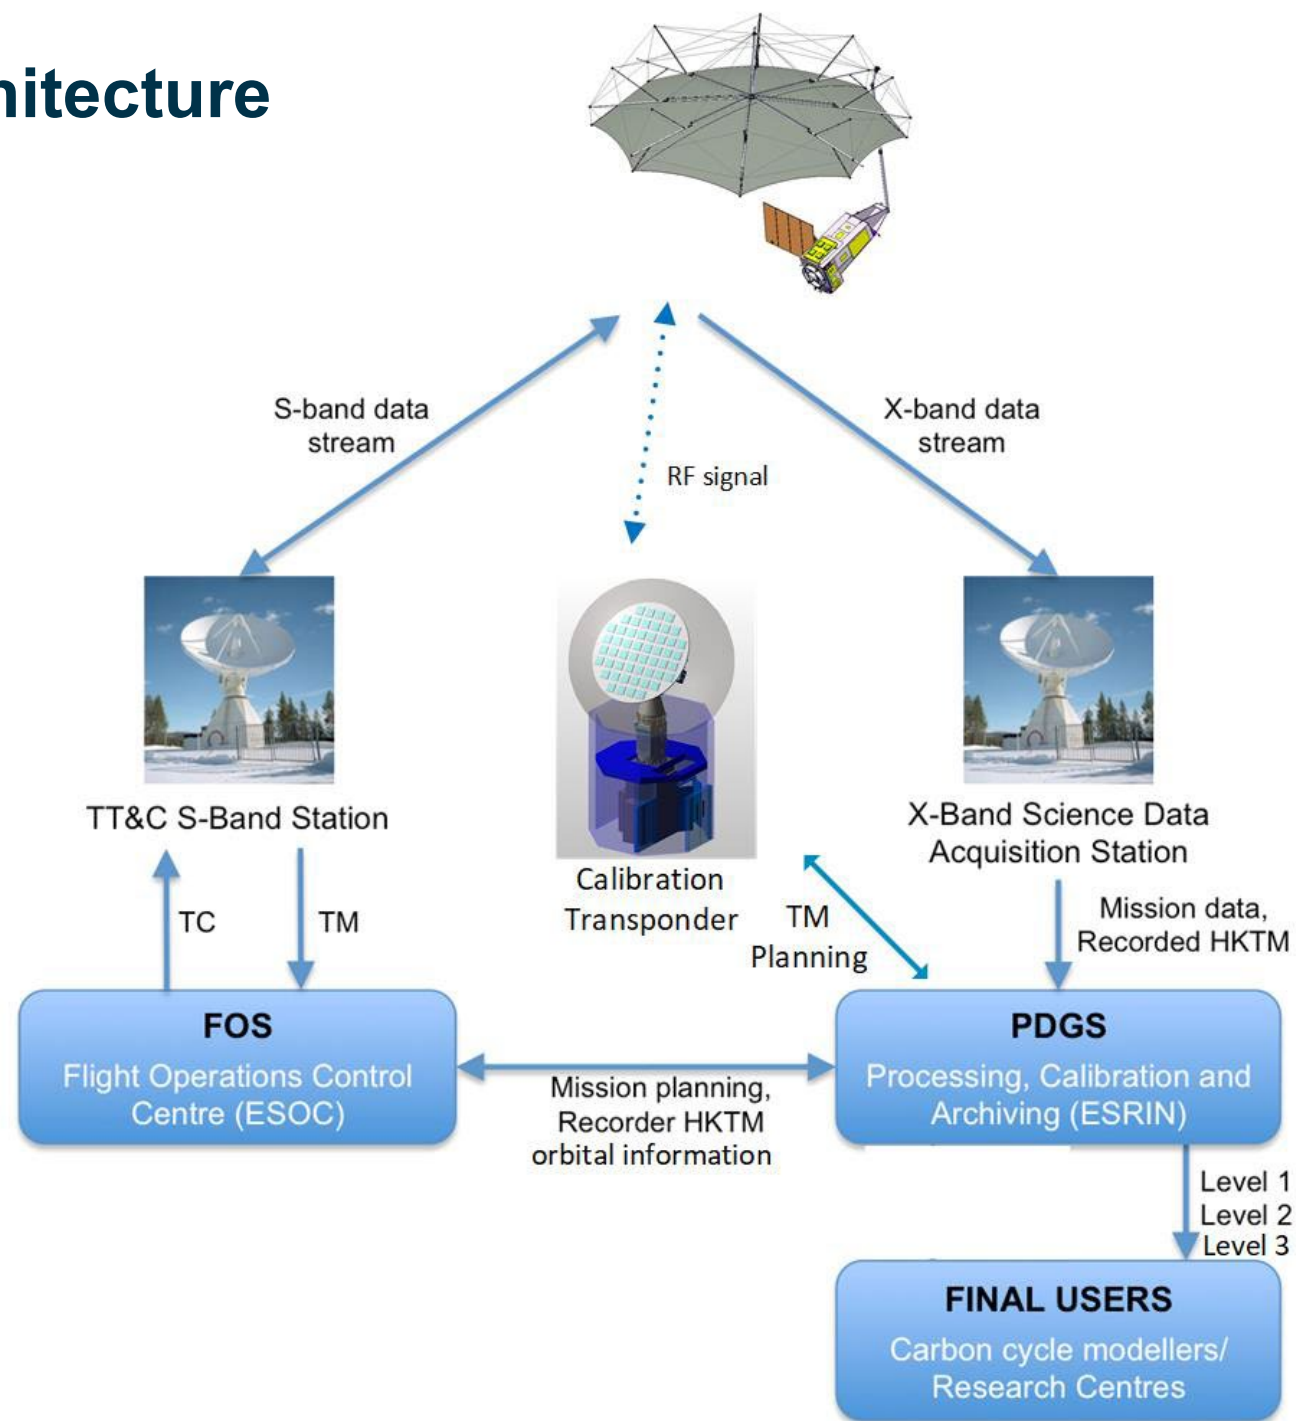 hitecture
S-band data
stream
X-band data
stream
RF signal
TT&C S-Band Station
Calibration
Transponder
X-Band Science Data
Acquisition Station
TC
TM
TM
Planning
Mission data,
Recorded HKTM
FOS
Flight Operations Control
Centre (ESOC)
Mission planning,
Recorder HKTM
orbital information
PDGS
Processing, Calibration and
Archiving (ESRIN)
Level 1
Level 2
Level 3
FINAL USERS
Carbon cycle modellers/
Research Centres